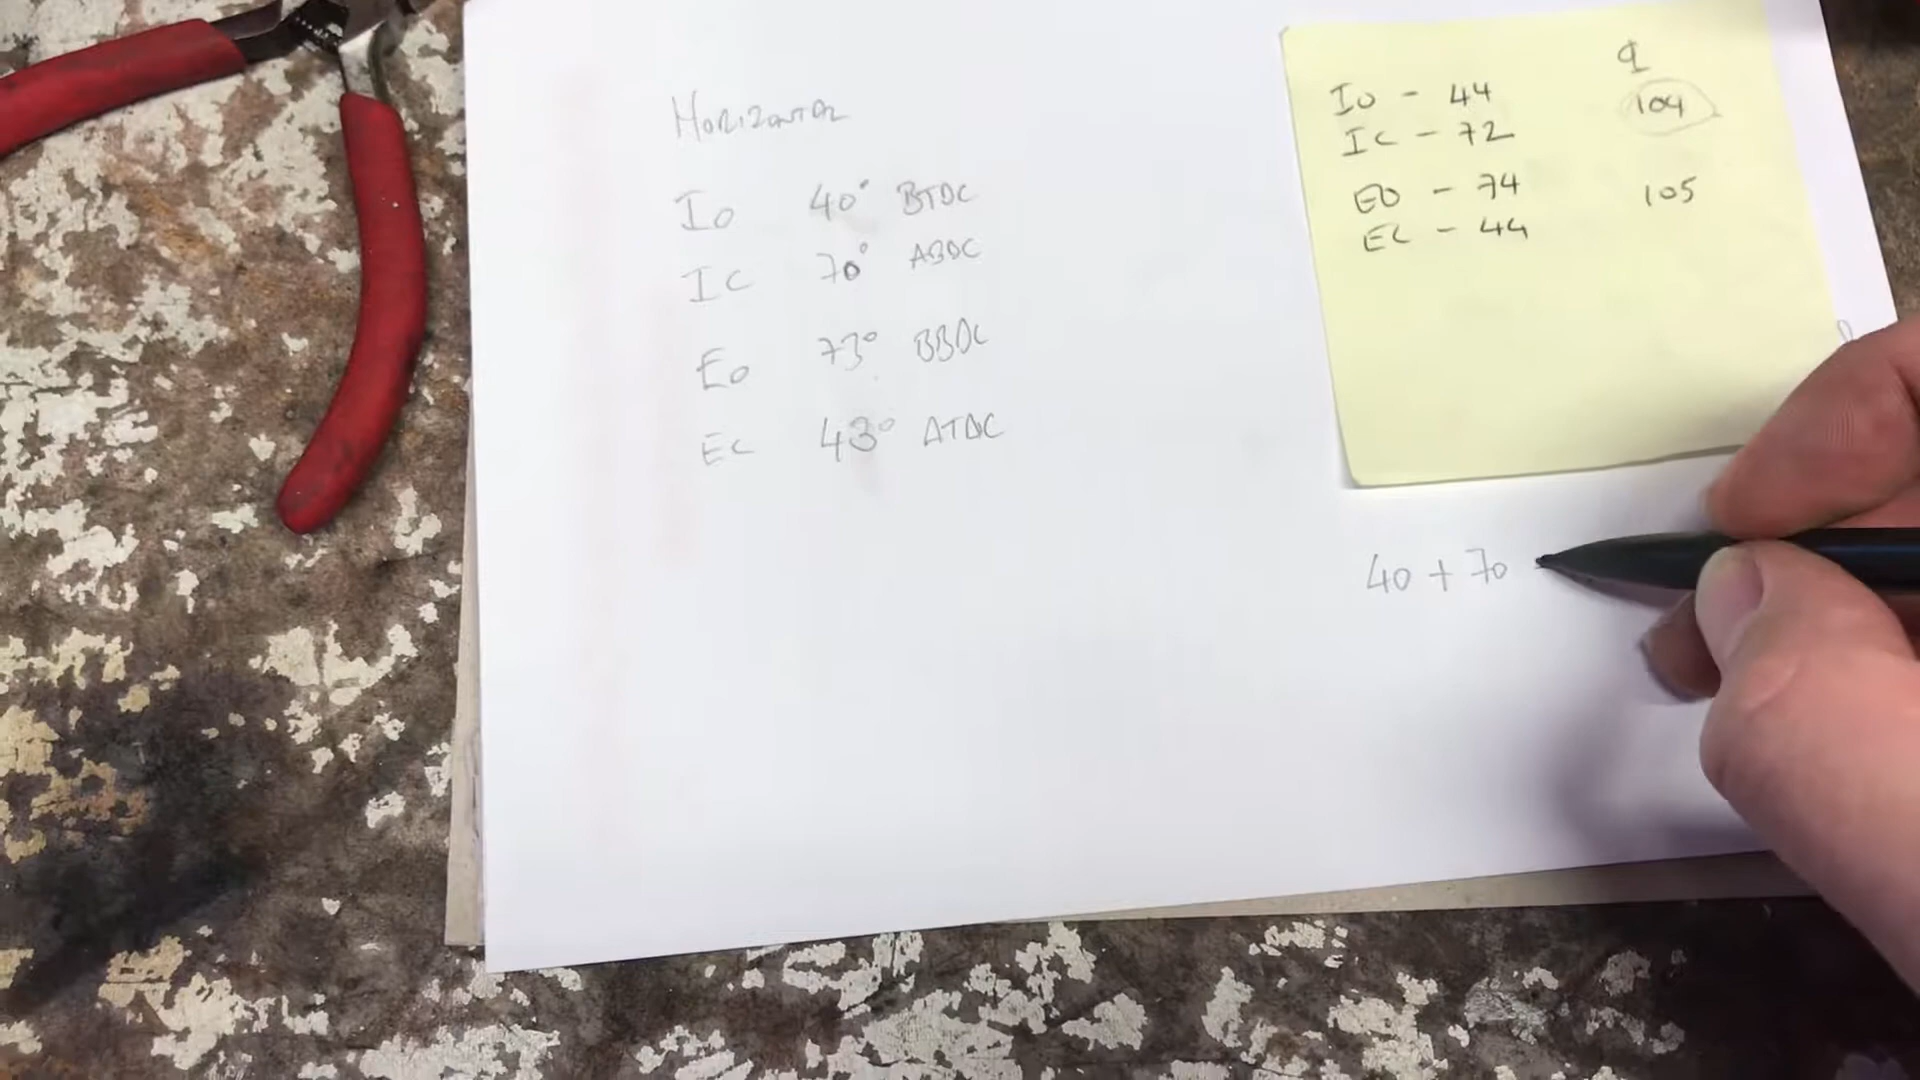 HORIZONTAL
IO 40° BTDC
IC 70° ABDC
EO 73° BBDC
EC 43° ATDC
IO - 44 104
IC - 72
EO - 74 105
EC - 44
40 + 70